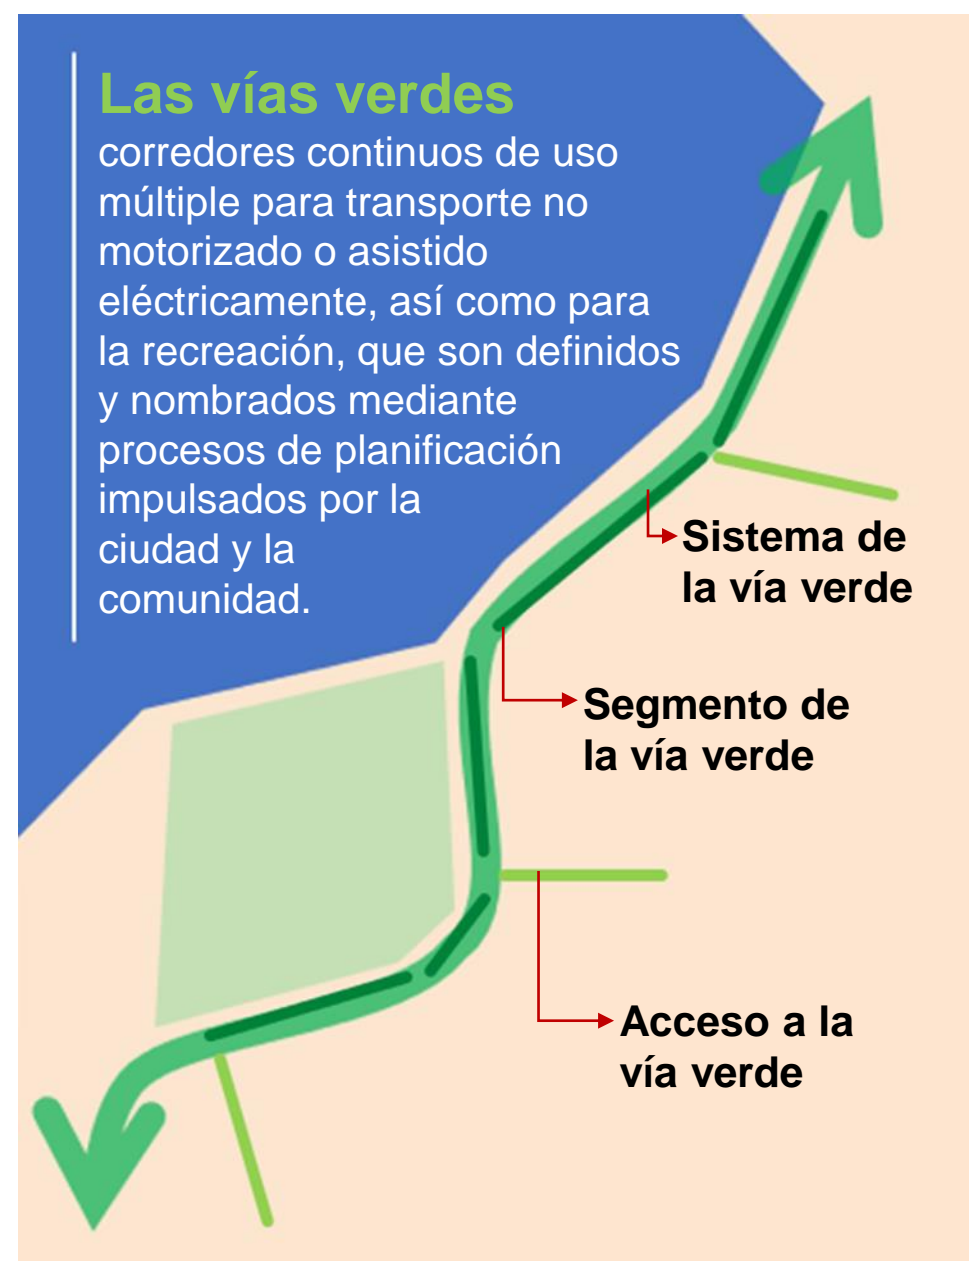 Las vías verdes
corredores continuos de uso
múltiple para transporte no
motorizado o asistido
eléctricamente, así como para
la recreación, que son definidos
y nombrados mediante
procesos de planificación
impulsados por la
ciudad y la
comunidad.
Sistema de
la vía verde
Segmento de
la vía verde
Acceso a la
vía verde